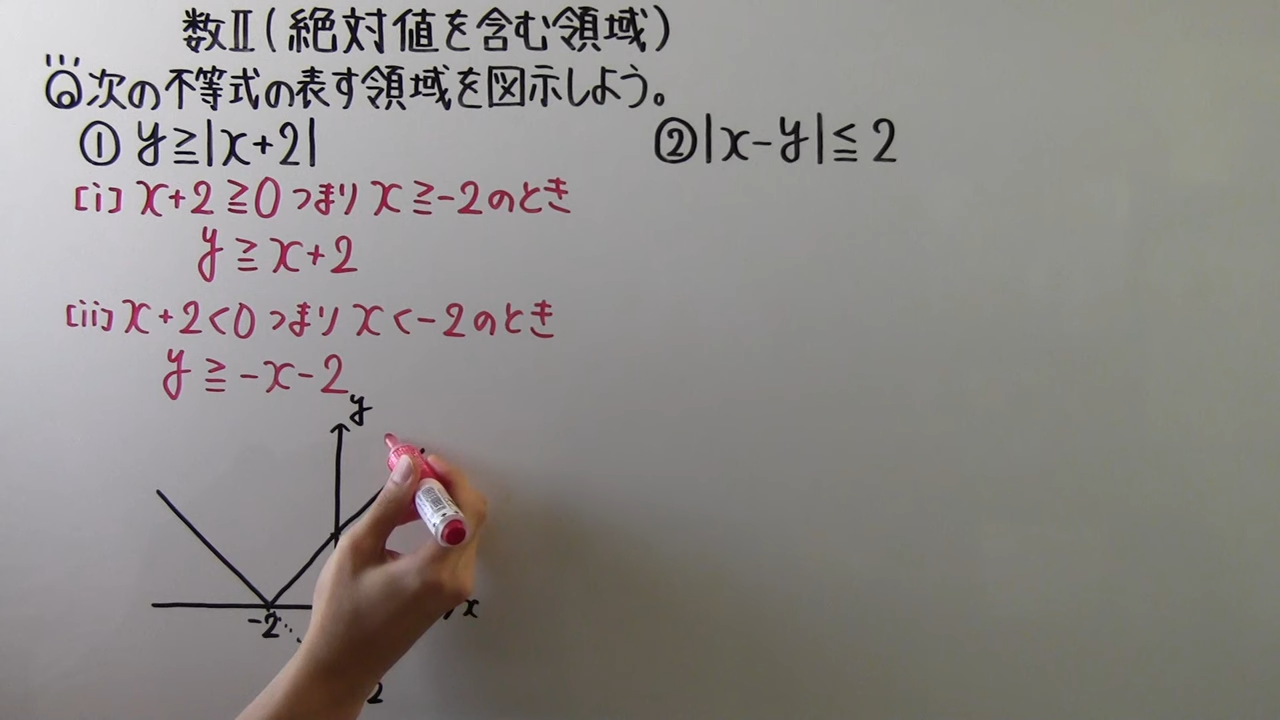 数Ⅱ(絶対値を含む領域)
Q次の不等式の表す領域を図示しよう。
① y≧|x+2|
② |x-y|≦2
[i] x+2≧0 つまり x≧-2のとき
y≧x+2
[ii] x+2<0 つまり x<-2のとき
y≧-x-2
y
x
-2
2